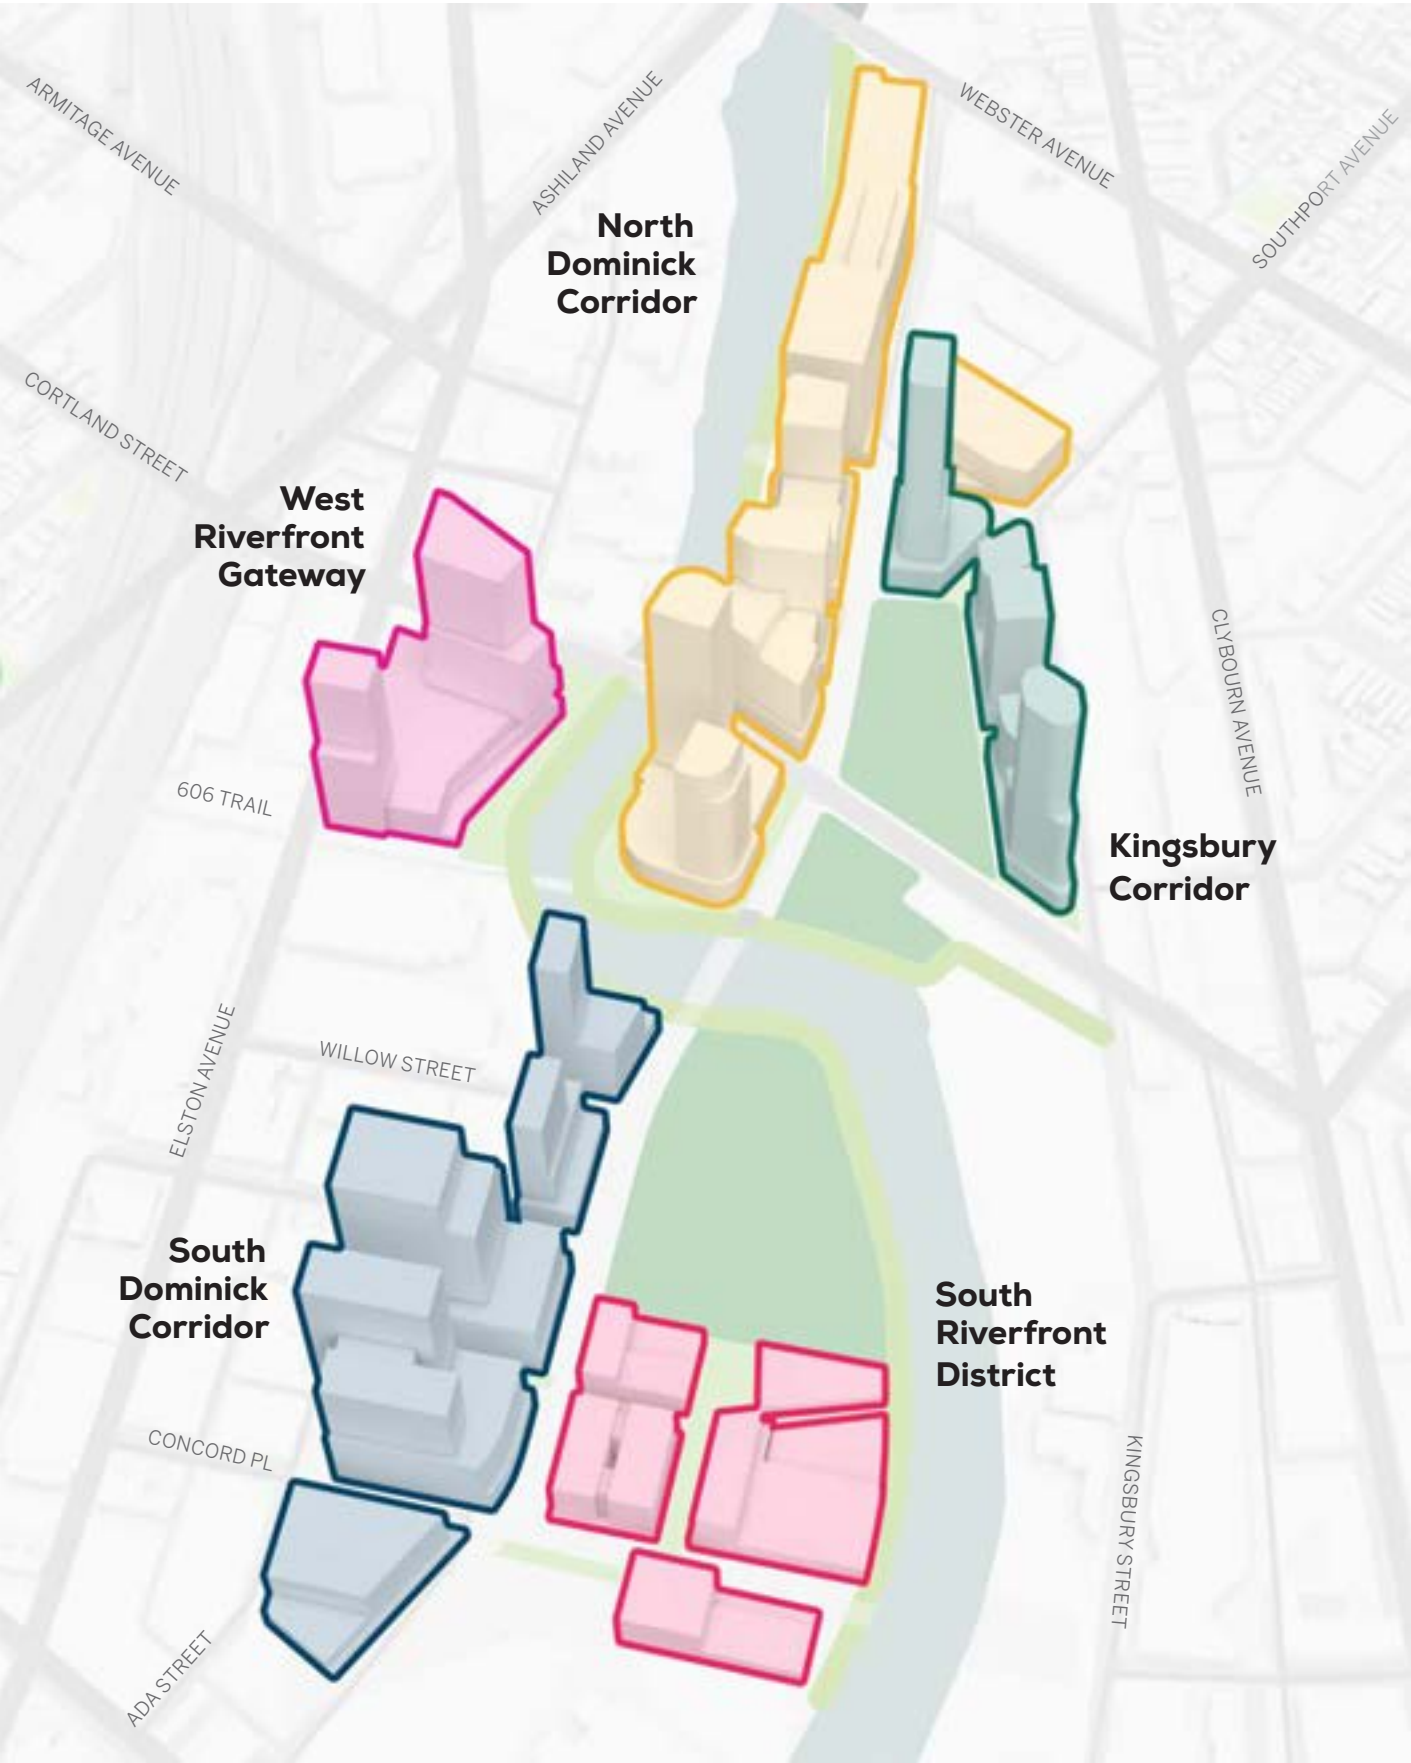 ARMITAGE AVENUE
ASHILAND AVENUE
WEBSTER AVENUE
SOUTHPORT AVENUE
North
Dominick
Corridor
CORTLAND STREET
West
Riverfront
Gateway
CLYBOURN AVENUE
606 TRAIL
Kingsbury
Corridor
ELSTON AVENUE
WILLOW STREET
South
Dominick
Corridor
South
Riverfront
District
CONCORD PL
KINGSBURY STREET
ADA STREET